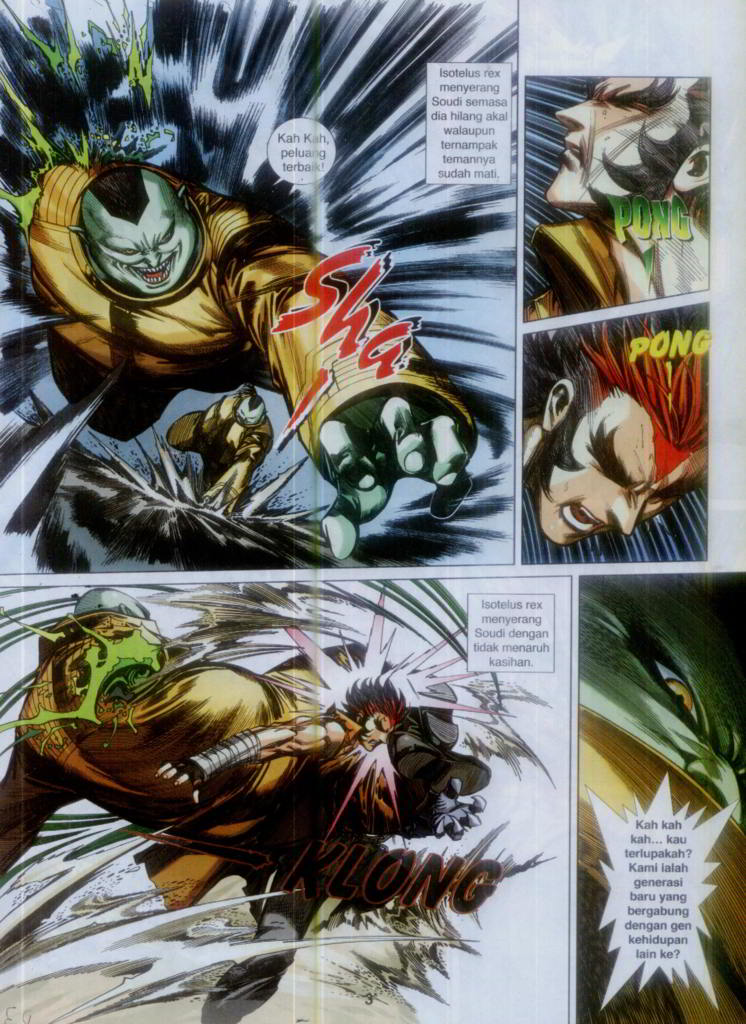 Kah Kah,
peluang
terbaik!
Isotelus rex
menyerang
Soudi semasa
dia hilang akal
walaupun
ternampak
temannya
sudah mati.
Sha
PONG
PONG
Isotelus rex
menyerang
Soudi dengan
tidak menaruh
kasihan.
KLONG
Kah kah
kah... kau
terlupakah?
Kami ialah
generasi
baru yang
bergabung
dengan gen
kehidupan
lain ke?
3